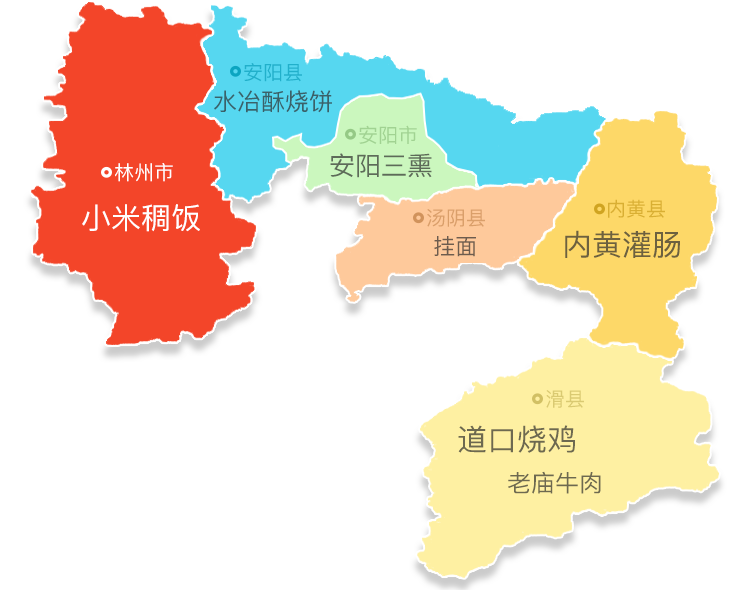 安阳县
水冶酥烧饼
安阳市
安阳三熏
林州市
小米稠饭
汤阴县
挂面
内黄县
内黄灌肠
滑县
道口烧鸡
老庙牛肉